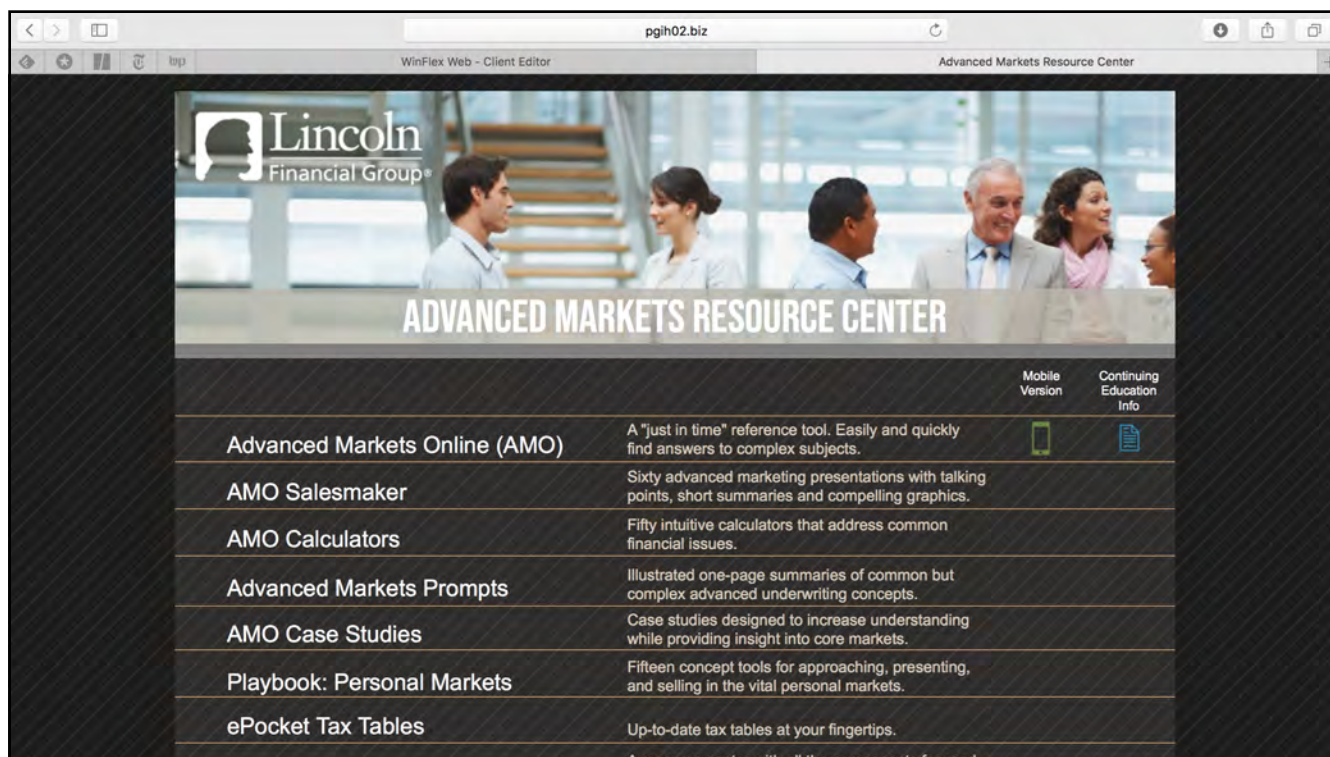 pgih02.biz
WinFlex Web - Client Editor
Advanced Markets Resource Center
Lincoln
Financial Group®
ADVANCED MARKETS RESOURCE CENTER
Mobile
Version
Continuing
Education
Info
Advanced Markets Online (AMO)
A "just in time" reference tool. Easily and quickly
find answers to complex subjects.
AMO Salesmaker
Sixty advanced marketing presentations with talking
points, short summaries and compelling graphics.
AMO Calculators
Fifty intuitive calculators that address common
financial issues.
Advanced Markets Prompts
Illustrated one-page summaries of common but
complex advanced underwriting concepts.
AMO Case Studies
Case studies designed to increase understanding
while providing insight into core markets.
Playbook: Personal Markets
Fifteen concept tools for approaching, presenting,
and selling in the vital personal markets.
ePocket Tax Tables
Up-to-date tax tables at your fingertips.